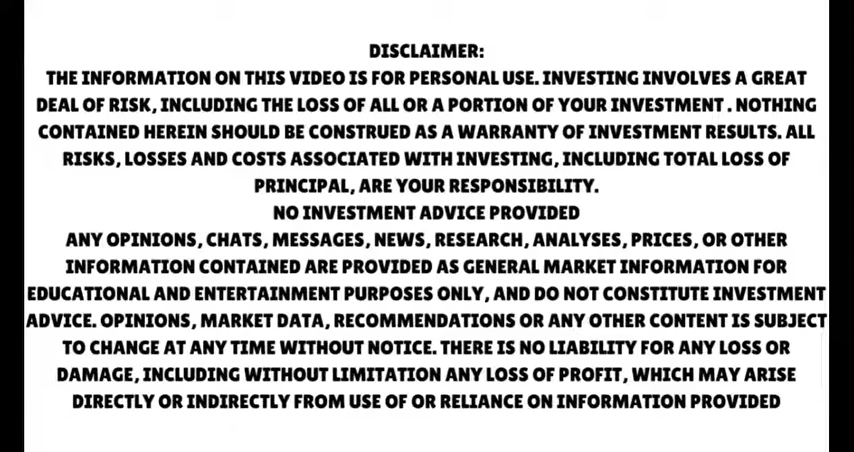 DISCLAIMER:
THE INFORMATION ON THIS VIDEO IS FOR PERSONAL USE. INVESTING INVOLVES A GREAT
DEAL OF RISK, INCLUDING THE LOSS OF ALL OR A PORTION OF YOUR INVESTMENT . NOTHING
CONTAINED HEREIN SHOULD BE CONSTRUED AS A WARRANTY OF INVESTMENT RESULTS. ALL
RISKS, LOSSES AND COSTS ASSOCIATED WITH INVESTING, INCLUDING TOTAL LOSS OF
PRINCIPAL, ARE YOUR RESPONSIBILITY.
NO INVESTMENT ADVICE PROVIDED
ANY OPINIONS, CHATS, MESSAGES, NEWS, RESEARCH, ANALYSES, PRICES, OR OTHER
INFORMATION CONTAINED ARE PROVIDED AS GENERAL MARKET INFORMATION FOR
EDUCATIONAL AND ENTERTAINMENT PURPOSES ONLY, AND DO NOT CONSTITUTE INVESTMENT
ADVICE. OPINIONS, MARKET DATA, RECOMMENDATIONS OR ANY OTHER CONTENT IS SUBJECT
TO CHANGE AT ANY TIME WITHOUT NOTICE. THERE IS NO LIABILITY FOR ANY LOSS OR
DAMAGE, INCLUDING WITHOUT LIMITATION ANY LOSS OF PROFIT, WHICH MAY ARISE
DIRECTLY OR INDIRECTLY FROM USE OF OR RELIANCE ON INFORMATION PROVIDED